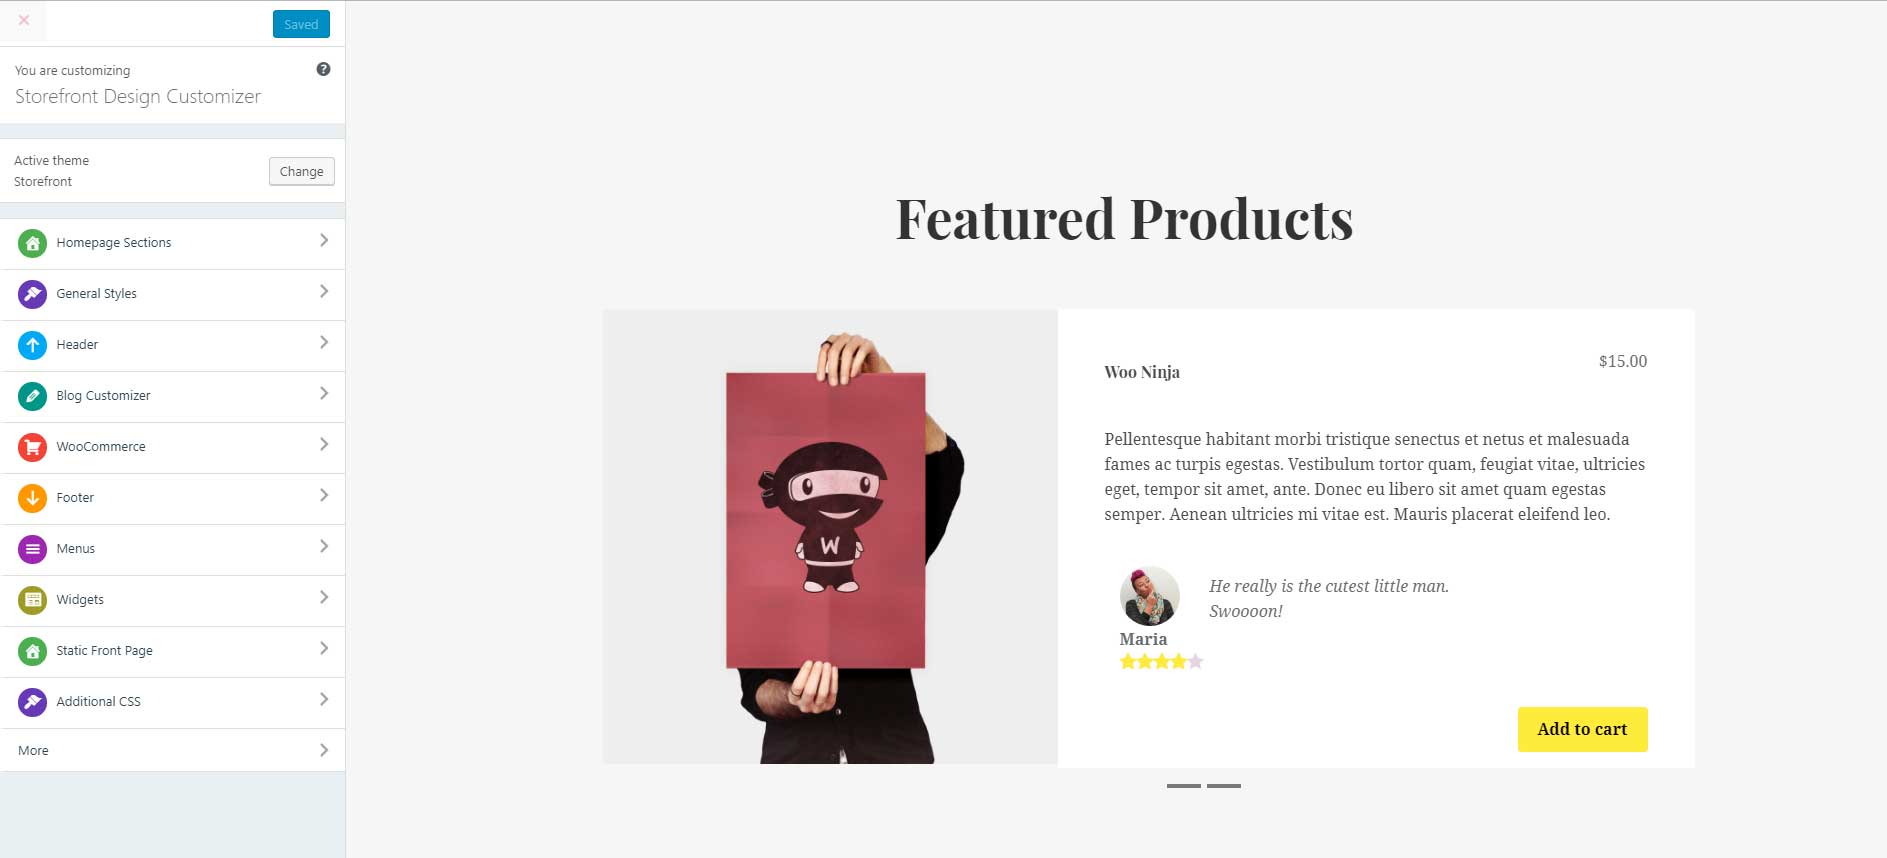 Saved
You are customizing
Storefront Design Customizer
Active theme
Storefront
Change
Homepage Sections
General Styles
Header
Blog Customizer
WooCommerce
Footer
Menus
Widgets
Static Front Page
Additional CSS
More
Featured Products
W
Woo Ninja
$15.00
Pellentesque habitant morbi tristique senectus et netus et malesuada
fames ac turpis egestas. Vestibulum tortor quam, feugiat vitae, ultricies
eget, tempor sit amet, ante. Donec eu libero sit amet quam egestas
semper. Aenean ultricies mi vitae est. Mauris placerat eleifend leo.
He really is the cutest little man.
Swoooon!
Maria
Add to cart